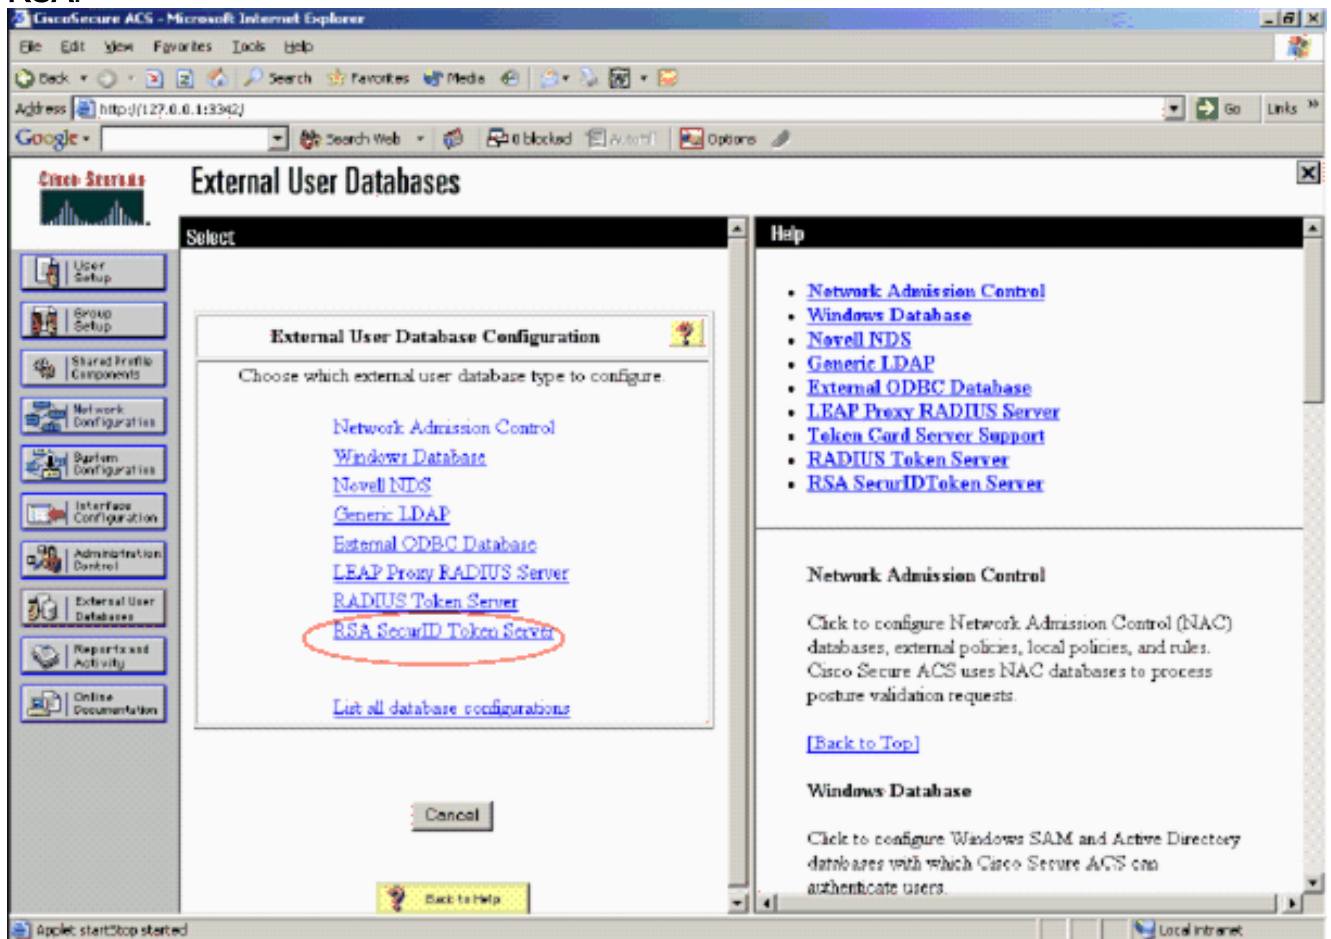 RSA.
CiscoSecure ACS - Microsoft Internet Explorer
File Edit View Favorites Tools Help
Back Search Favorites Media
Address http://127.0.0.1:3342/ Go Links »
Google Search Web 0 blocked AutoFill Options
Cisco Systems
External User Databases
User Setup
Group Setup
Shared Profile Components
Network Configuration
System Configuration
Interface Configuration
Administration Control
External User Databases
Reports and Activity
Online Documentation
Select
External User Database Configuration
Choose which external user database type to configure.
Network Admission Control
Windows Database
Novell NDS
Generic LDAP
External ODBC Database
LEAP Proxy RADIUS Server
RADIUS Token Server
RSA SecurID Token Server
List all database configurations
Cancel
Back to Help
Help
Network Admission Control
Windows Database
Novell NDS
Generic LDAP
External ODBC Database
LEAP Proxy RADIUS Server
Token Card Server Support
RADIUS Token Server
RSA SecurIDToken Server
Network Admission Control
Click to configure Network Admission Control (NAC)
databases, external policies, local policies, and rules.
Cisco Secure ACS uses NAC databases to process
posture validation requests.
[Back to Top]
Windows Database
Click to configure Windows SAM and Active Directory
databases with which Cisco Secure ACS can
authenticate users.
Applet startStop started
Local intranet